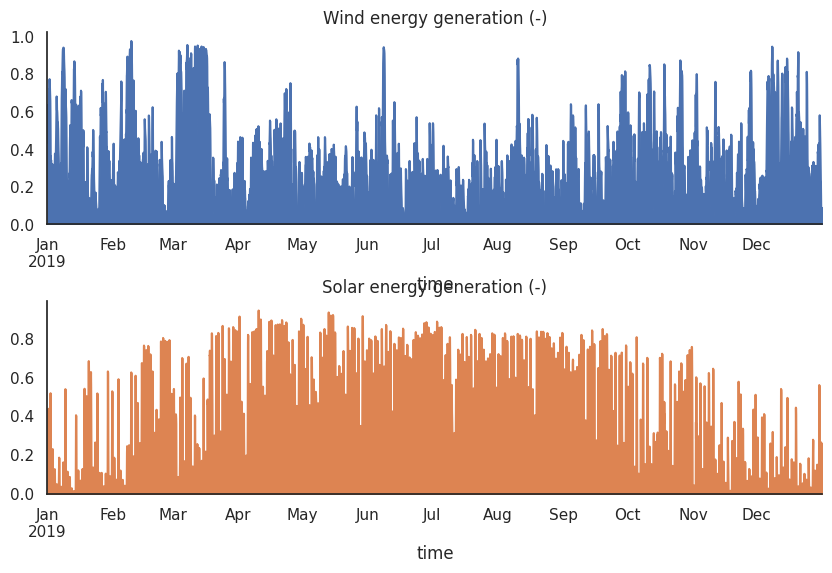 Wind energy generation (-)
1.0
0.8
0.6
0.4
0.2
0.0
Jan Feb Mar Apr May Jun Jul Aug Sep Oct Nov Dec
2019
time
Solar energy generation (-)
0.8
0.6
0.4
0.2
0.0
Jan Feb Mar Apr May Jun Jul Aug Sep Oct Nov Dec
2019
time